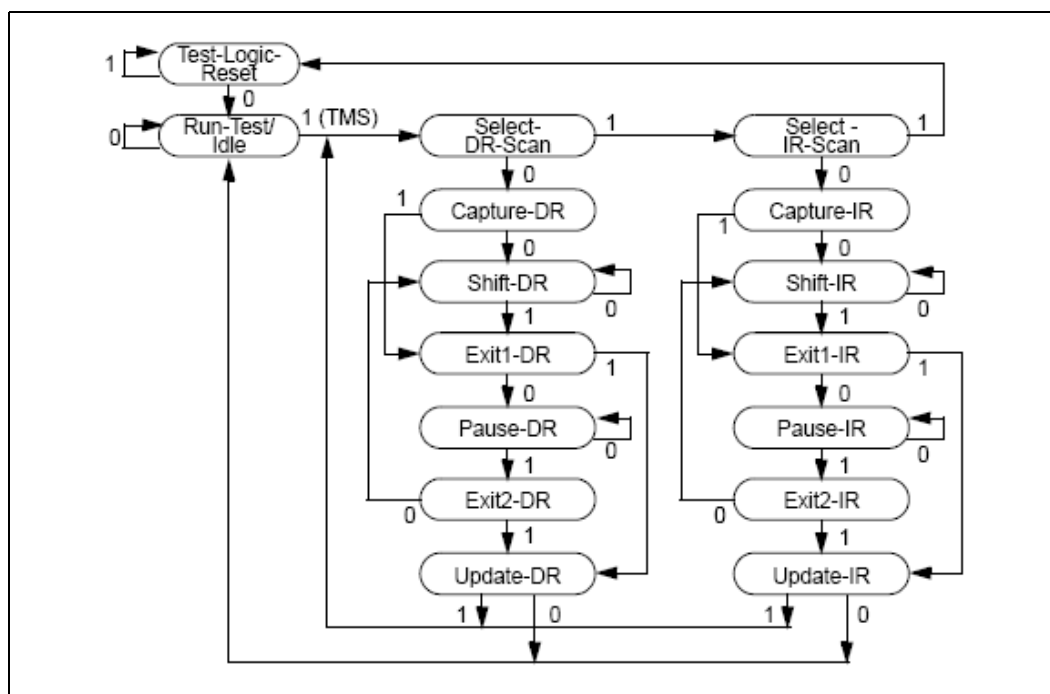 Test-Logic-
Reset
1
0
Run-Test/
Idle
0
1 (TMS)
Select-
DR-Scan
1
Select -
IR-Scan
1
0
0
1
Capture-DR
1
Capture-IR
0
0
Shift-DR
0
Shift-IR
0
1
1
Exit1-DR
1
Exit1-IR
1
0
0
Pause-DR
0
Pause-IR
0
1
1
0
Exit2-DR
0
Exit2-IR
1
1
Update-DR
Update-IR
1
0
1
0